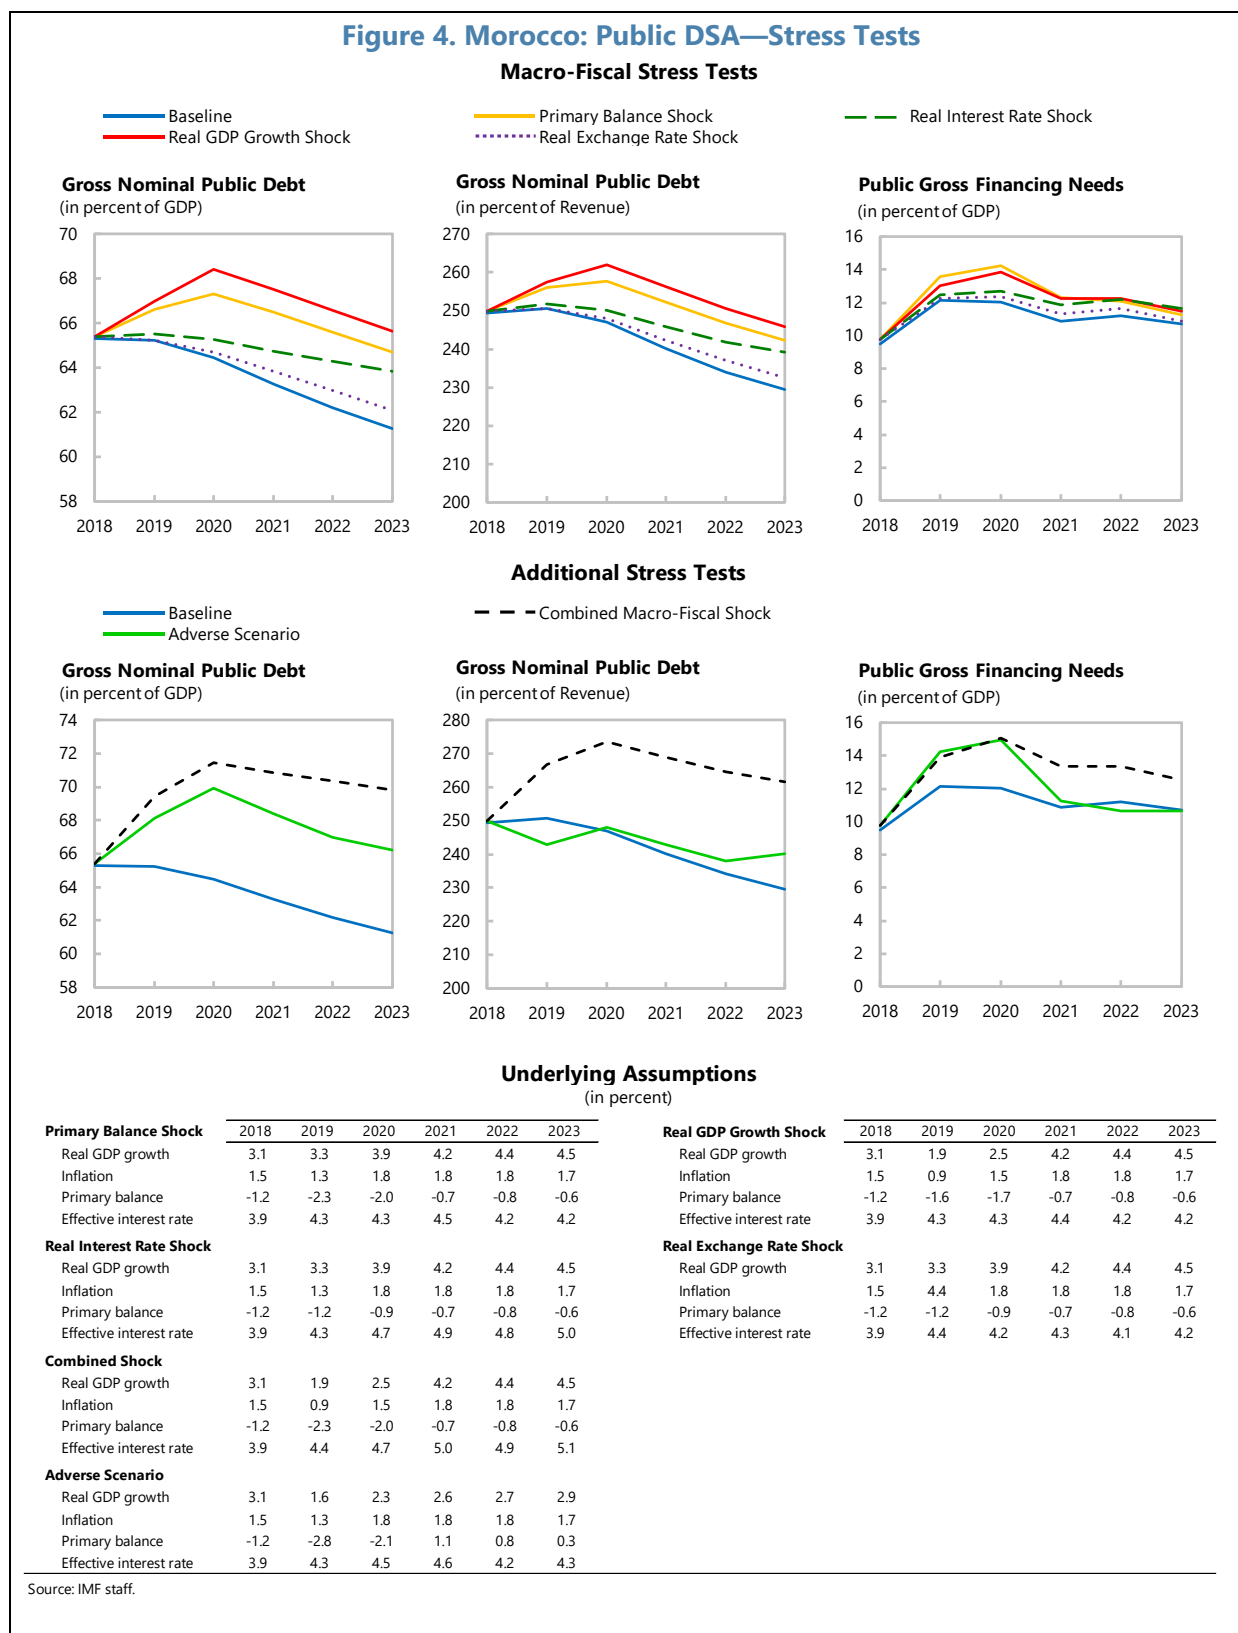 Figure 4. Morocco: Public DSA—Stress Tests
Macro-Fiscal Stress Tests
Baseline
Primary Balance Shock
Real Interest Rate Shock
Real GDP Growth Shock
Real Exchange Rate Shock
Gross Nominal Public Debt
(in percent of GDP)
70
68
66
64
62
60
58
2018 2019 2020 2021 2022 2023
Gross Nominal Public Debt
(in percent of Revenue)
270
260
250
240
230
220
210
200
2018 2019 2020 2021 2022 2023
Public Gross Financing Needs
(in percent of GDP)
16
14
12
10
8
6
4
2
0
2018 2019 2020 2021 2022 2023
Additional Stress Tests
Baseline
Combined Macro-Fiscal Shock
Adverse Scenario
Gross Nominal Public Debt
(in percent of GDP)
74
72
70
68
66
64
62
60
58
2018 2019 2020 2021 2022 2023
Gross Nominal Public Debt
(in percent of Revenue)
280
270
260
250
240
230
220
210
200
2018 2019 2020 2021 2022 2023
Public Gross Financing Needs
(in percent of GDP)
16
14
12
10
8
6
4
2
0
2018 2019 2020 2021 2022 2023
Underlying Assumptions
(in percent)
Primary Balance Shock 2018 2019 2020 2021 2022 2023
Real GDP growth 3.1 3.3 3.9 4.2 4.4 4.5
Inflation 1.5 1.3 1.8 1.8 1.8 1.7
Primary balance -1.2 -2.3 -2.0 -0.7 -0.8 -0.6
Effective interest rate 3.9 4.3 4.3 4.5 4.2 4.2
Real Interest Rate Shock
Real GDP growth 3.1 3.3 3.9 4.2 4.4 4.5
Inflation 1.5 1.3 1.8 1.8 1.8 1.7
Primary balance -1.2 -1.2 -0.9 -0.7 -0.8 -0.6
Effective interest rate 3.9 4.3 4.7 4.9 4.8 5.0
Combined Shock
Real GDP growth 3.1 1.9 2.5 4.2 4.4 4.5
Inflation 1.5 0.9 1.5 1.8 1.8 1.7
Primary balance -1.2 -2.3 -2.0 -0.7 -0.8 -0.6
Effective interest rate 3.9 4.4 4.7 5.0 4.9 5.1
Adverse Scenario
Real GDP growth 3.1 1.6 2.3 2.6 2.7 2.9
Inflation 1.5 1.3 1.8 1.8 1.8 1.7
Primary balance -1.2 -2.8 -2.1 1.1 0.8 0.3
Effective interest rate 3.9 4.3 4.5 4.6 4.2 4.3
Real GDP Growth Shock 2018 2019 2020 2021 2022 2023
Real GDP growth 3.1 1.9 2.5 4.2 4.4 4.5
Inflation 1.5 0.9 1.5 1.8 1.8 1.7
Primary balance -1.2 -1.6 -1.7 -0.7 -0.8 -0.6
Effective interest rate 3.9 4.3 4.3 4.4 4.2 4.2
Real Exchange Rate Shock
Real GDP growth 3.1 3.3 3.9 4.2 4.4 4.5
Inflation 1.5 4.4 1.8 1.8 1.8 1.7
Primary balance -1.2 -1.2 -0.9 -0.7 -0.8 -0.6
Effective interest rate 3.9 4.4 4.2 4.3 4.1 4.2
Source: IMF staff.